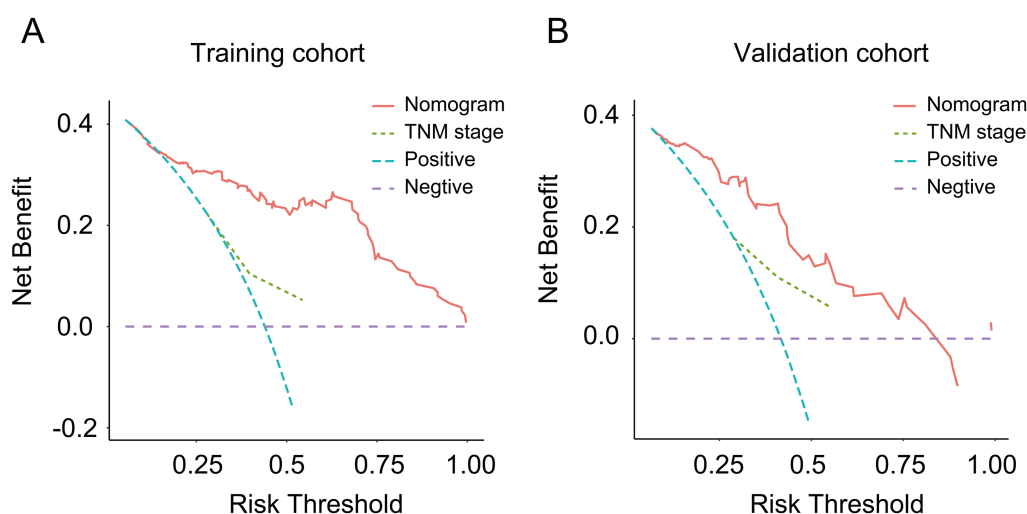 A
Training cohort
Nomogram
TNM stage
Positive
Negtive
Net Benefit
0.4
0.2
0.0
-0.2
0.25
0.5
0.75
1.00
Risk Threshold
B
Validation cohort
Nomogram
TNM stage
Positive
Negtive
Net Benefit
0.4
0.2
0.0
0.25
0.5
0.75
1.00
Risk Threshold